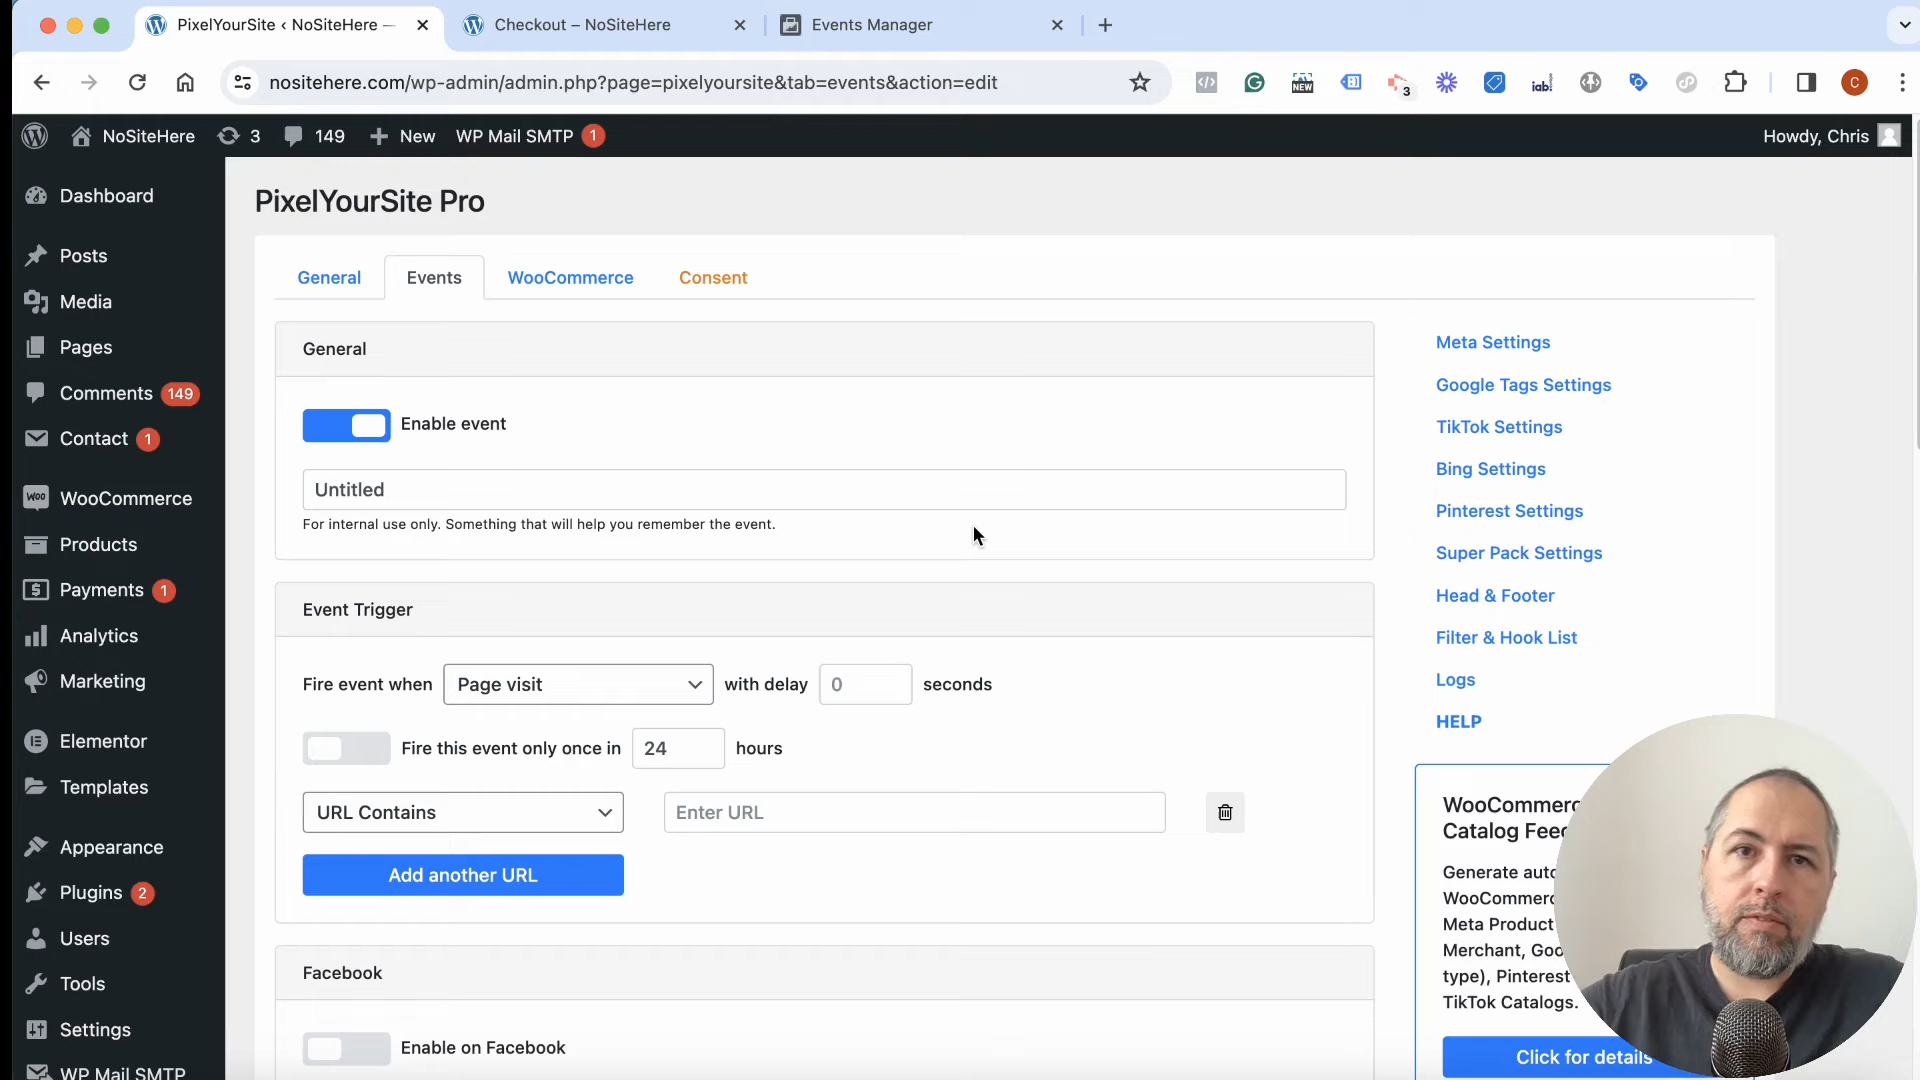 PixelYourSite ‹ NoSiteHere —
Checkout – NoSiteHere
Events Manager
nositehere.com/wp-admin/admin.php?page=pixelyoursite&tab=events&action=edit
NEW
3
iab!
C
NoSiteHere
3
149
New
WP Mail SMTP 1
Howdy, Chris
Dashboard
Posts
Media
Pages
Comments 149
Contact 1
WooCommerce
Products
Payments 1
Analytics
Marketing
Elementor
Templates
Appearance
Plugins 2
Users
Tools
Settings
WP Mail SMTP
PixelYourSite Pro
General
Events
WooCommerce
Consent
General
Enable event
Untitled
For internal use only. Something that will help you remember the event.
Event Trigger
Fire event when Page visit with delay 0 seconds
Fire this event only once in 24 hours
URL Contains
Enter URL
Add another URL
Facebook
Enable on Facebook
Meta Settings
Google Tags Settings
TikTok Settings
Bing Settings
Pinterest Settings
Super Pack Settings
Head & Footer
Filter & Hook List
Logs
HELP
WooCommerc
Catalog Feed
Generate auto
WooCommerc
Meta Product
Merchant, Goo
type), Pinterest
TikTok Catalogs.
Click for details